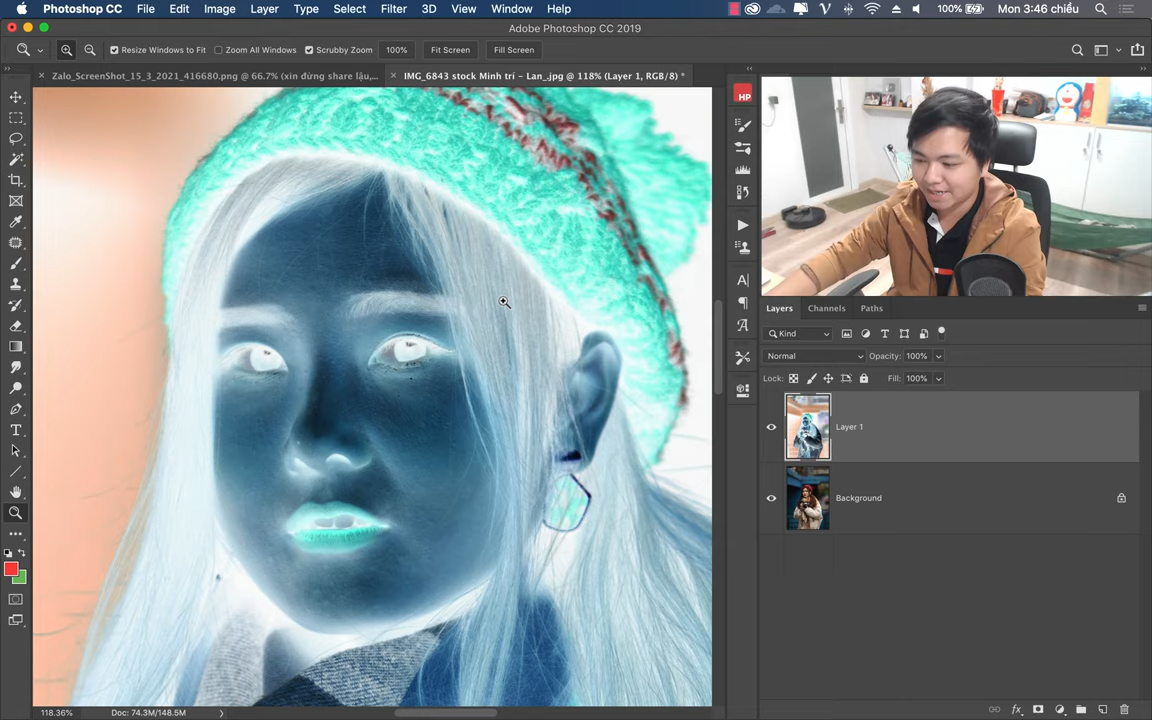 Photoshop CC File Edit Image Layer Type Select Filter 3D View Window Help 100% Mon 3:46 chiều
Adobe Photoshop CC 2019
Resize Windows to Fit Zoom All Windows Scrubby Zoom 100% Fit Screen Fill Screen
Zalo_ScreenShot_15_3_2021_416680.png @ 66.7% (xin đừng share lậu,... IMG_6843 stock Minh trí - Lan_.jpg @ 118% (Layer 1, RGB/8) *
HP
Layers Channels Paths
Kind
Normal Opacity: 100%
Lock: Fill: 100%
Layer 1
Background
118.36% Doc: 74.3M/148.5M